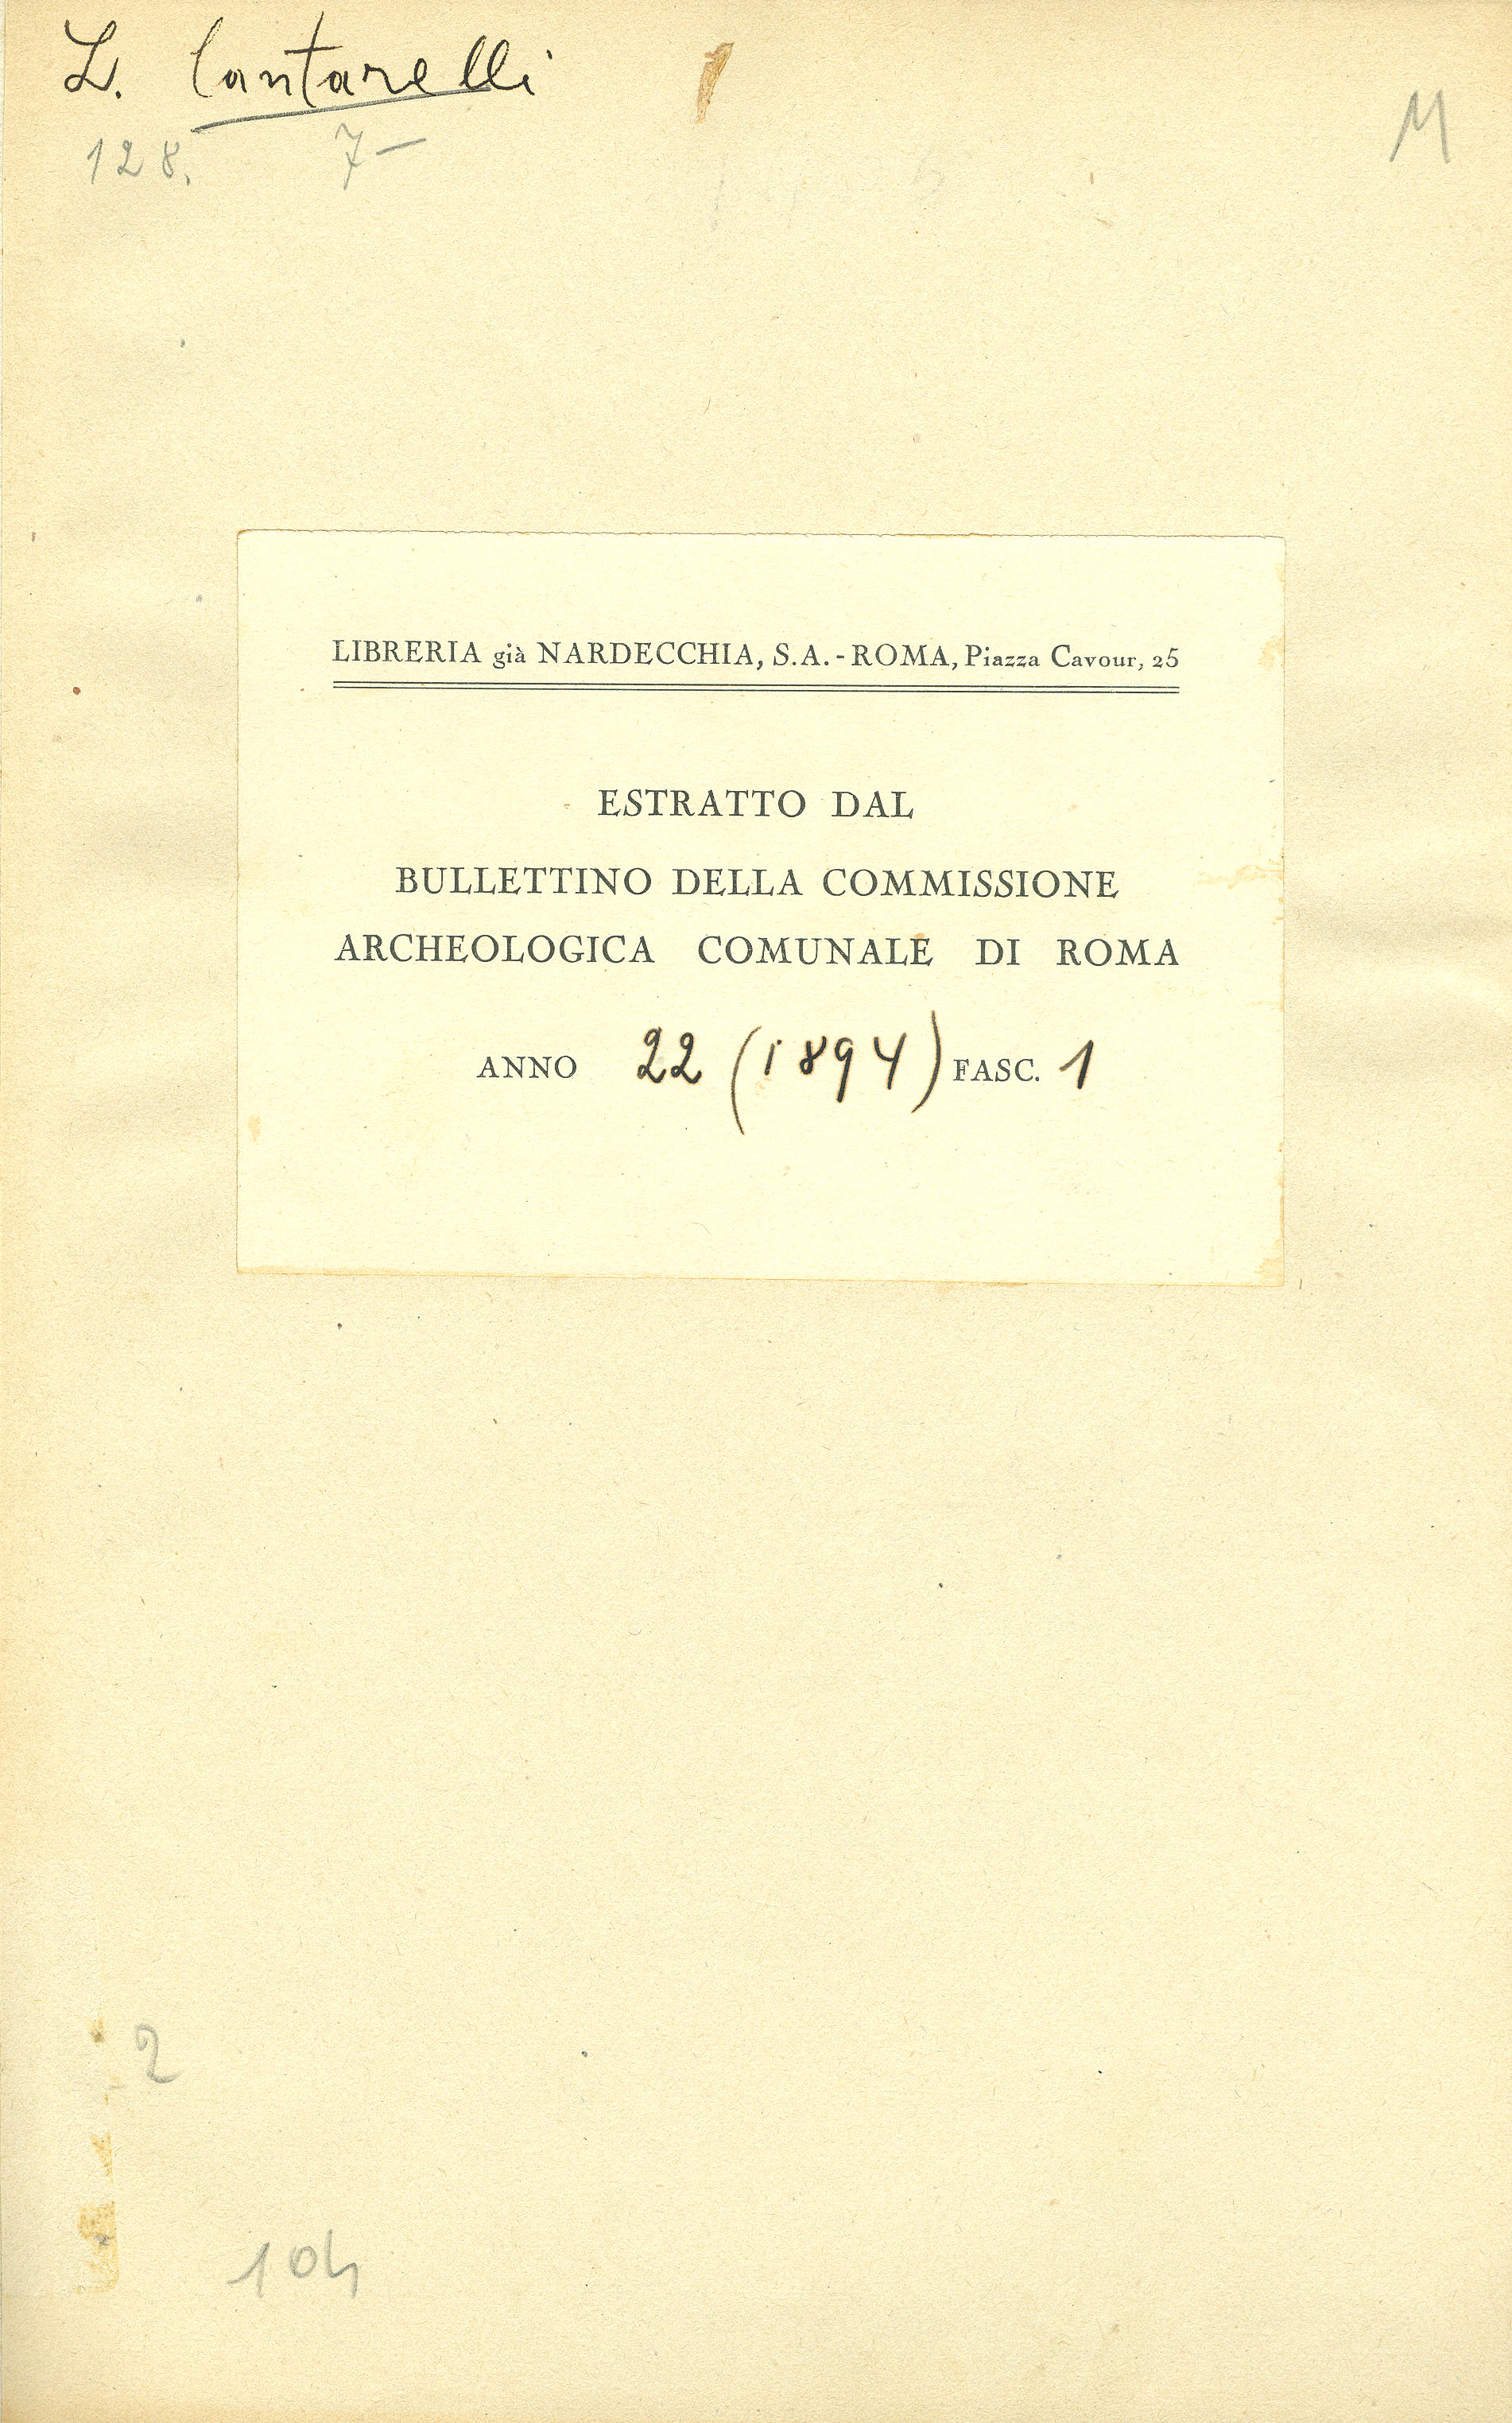 L. Cantarelli
128. 7-
M
LIBRERIA già NARDECCHIA, S.A. - ROMA, Piazza Cavour, 25
ESTRATTO DAL
BULLETTINO DELLA COMMISSIONE
ARCHEOLOGICA COMUNALE DI ROMA
ANNO 22 (1894) FASC. 1
2
104